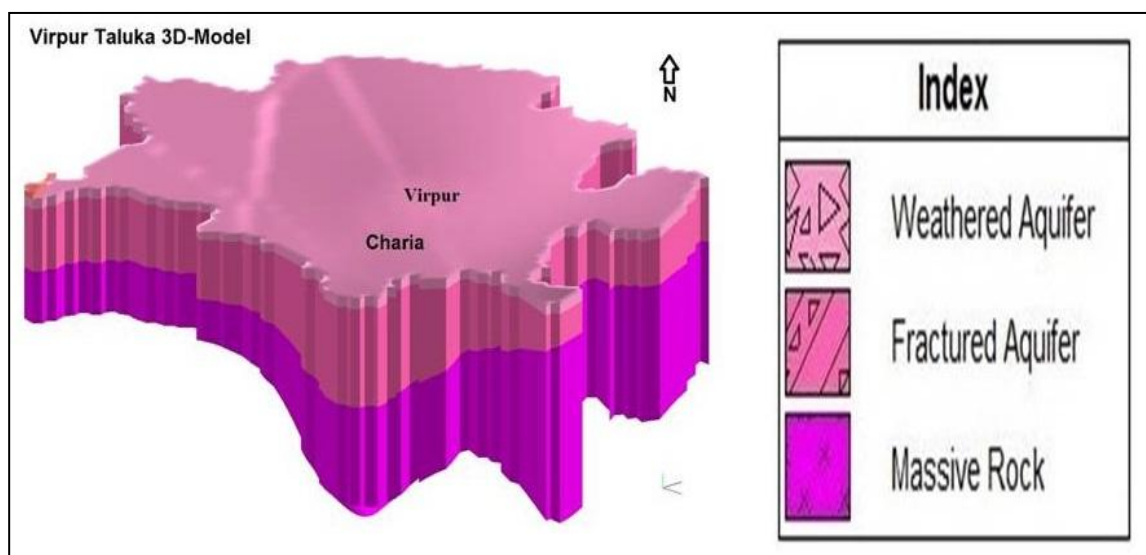 Virpur Taluka 3D-Model
N
Virpur
Charia
Index
Weathered Aquifer
Fractured Aquifer
Massive Rock